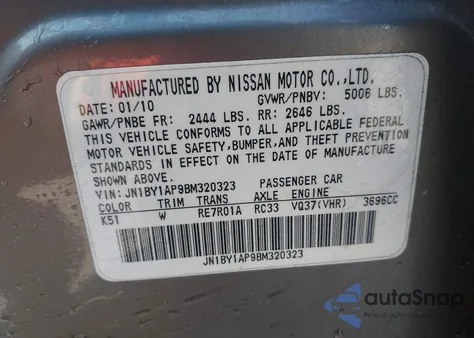 MANUFACTURED BY NISSAN MOTOR CO.,LTD.
DATE: 01/10 GVWR/PNBV: 5006 LBS.
GAWR/PNBE FR: 2444 LBS. RR: 2646 LBS.
THIS VEHICLE CONFORMS TO ALL APPLICABLE FEDERAL
MOTOR VEHICLE SAFETY,BUMPER,AND THEFT PREVENTION
STANDARDS IN EFFECT ON THE DATE OF MANUFACTURE
SHOWN ABOVE.
VIN: JN1BY1AP9BM320323 PASSENGER CAR
COLOR TRIM TRANS AXLE ENGINE
K51 W RE7R01A RC33 VQ37(VHR) 3696CC
JN1BY1AP9BM320323
autoSnap